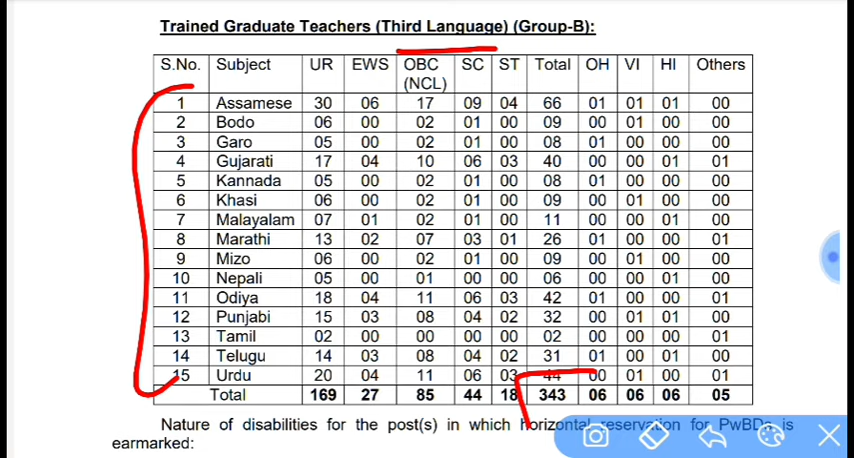 Trained Graduate Teachers (Third Language) (Group-B):
S.No. Subject UR EWS OBC (NCL) SC ST Total OH VI HI Others
1 Assamese 30 06 17 09 04 66 01 01 01 00
2 Bodo 06 00 02 01 00 09 00 01 00 00
3 Garo 05 00 02 01 00 08 01 00 00 00
4 Gujarati 17 04 10 06 03 40 00 00 01 01
5 Kannada 05 00 02 01 00 08 01 00 00 00
6 Khasi 06 00 02 01 00 09 00 01 00 00
7 Malayalam 07 01 02 01 00 11 00 00 01 00
8 Marathi 13 02 07 03 01 26 01 00 00 01
9 Mizo 06 00 02 01 00 09 00 01 00 00
10 Nepali 05 00 01 00 00 06 00 00 01 00
11 Odiya 18 04 11 06 03 42 01 00 00 01
12 Punjabi 15 03 08 04 02 32 00 01 01 00
13 Tamil 02 00 00 00 00 02 00 00 00 01
14 Telugu 14 03 08 04 02 31 01 00 01 00
15 Urdu 20 04 11 06 03 44 00 01 00 01
Total 169 27 85 44 18 343 06 06 06 05
Nature of disabilities for the post(s) in which horizontal reservation for PwBDs is
earmarked: